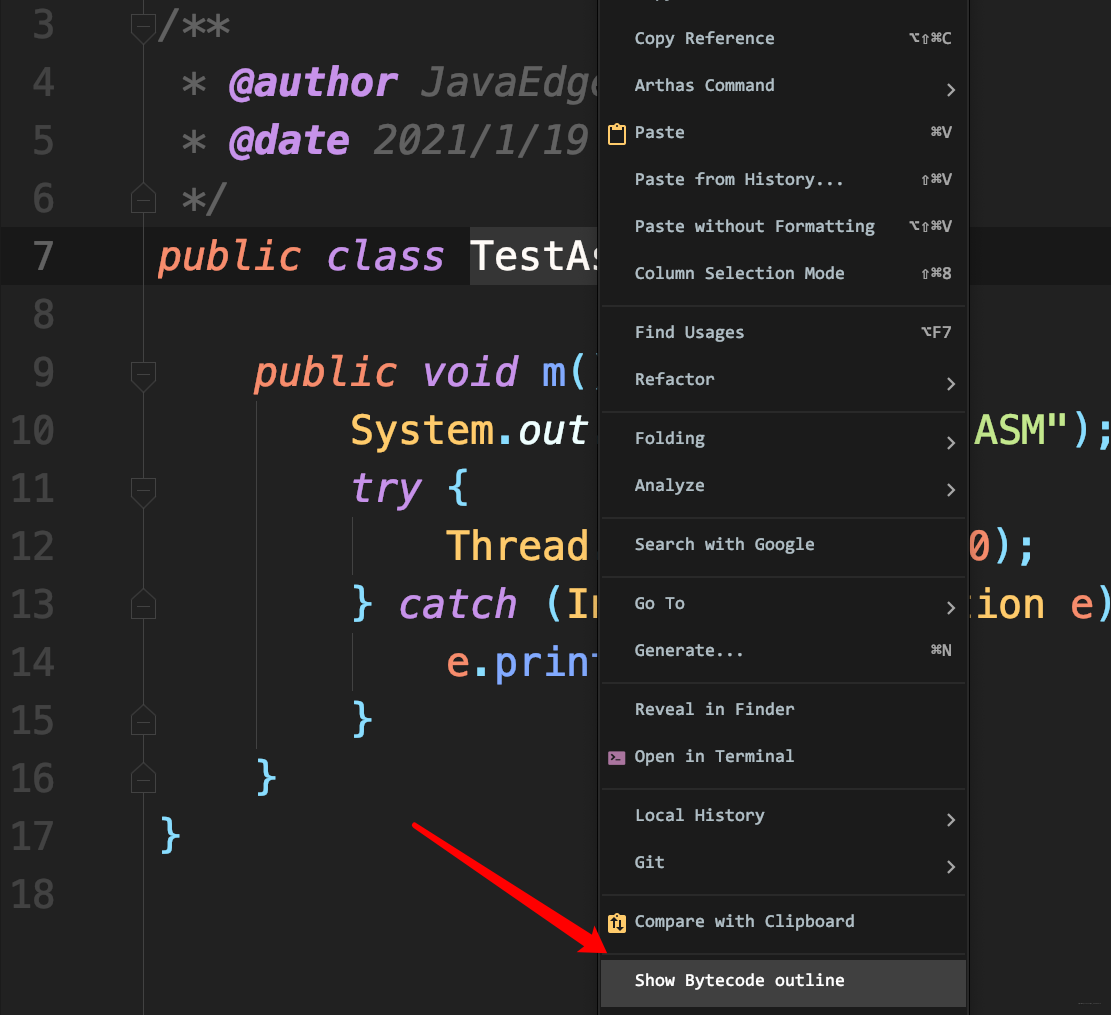 3 /**
4 * @author JavaEdge
5 * @date 2021/1/19
6 */
7 public class TestAs
8
9 public void m(
10 System.out ASM");
11 try {
12 Thread 0);
13 } catch (In tion e)
14 e.print
15 }
16 }
17 }
18
Copy Reference ⌥⇧⌘C
Arthas Command
Paste ⌘V
Paste from History... ⇧⌘V
Paste without Formatting ⌥⇧⌘V
Column Selection Mode ⇧⌘8
Find Usages ⌥F7
Refactor
Folding
Analyze
Search with Google
Go To
Generate... ⌘N
Reveal in Finder
Open in Terminal
Local History
Git
Compare with Clipboard
Show Bytecode outline